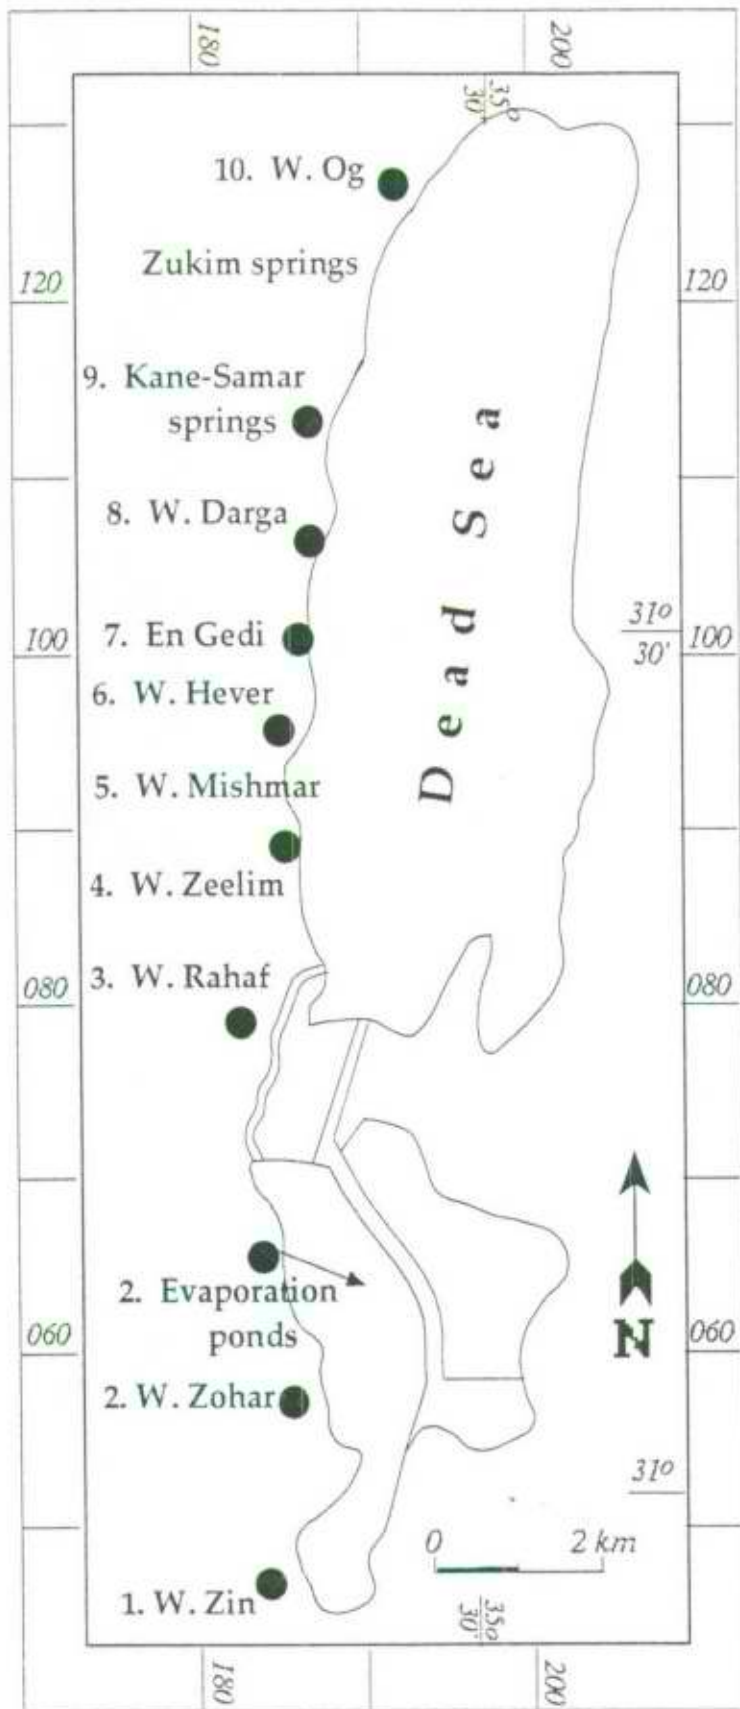 180
200
35°
30'
10. W. Og
Zukim springs
120
120
9. Kane-Samar
springs
Dead Sea
8. W. Darga
31°
30'
7. En Gedi
100
100
6. W. Hever
5. W. Mishmar
4. W. Zeelim
3. W. Rahaf
080
080
2. Evaporation
ponds
N
060
060
2. W. Zohar
31°
0
2 km
1. W. Zin
35°
30'
180
200